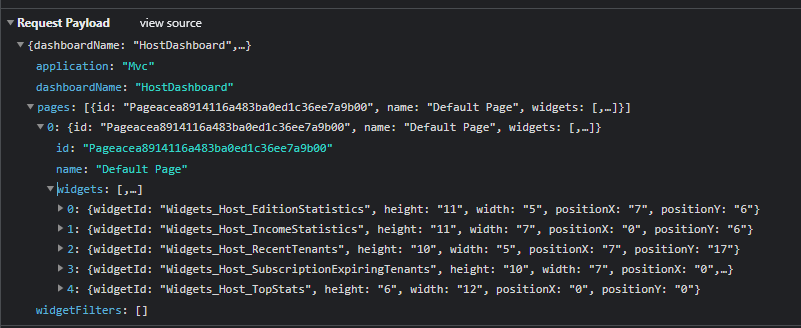 Request Payload view source
{dashboardName: "HostDashboard",…}
application: "Mvc"
dashboardName: "HostDashboard"
pages: [{id: "Pageacea8914116a483ba0ed1c36ee7a9b00", name: "Default Page", widgets: [,…]}]
0: {id: "Pageacea8914116a483ba0ed1c36ee7a9b00", name: "Default Page", widgets: [,…]}
id: "Pageacea8914116a483ba0ed1c36ee7a9b00"
name: "Default Page"
widgets: [,…]
0: {widgetId: "Widgets_Host_EditionStatistics", height: "11", width: "5", positionX: "7", positionY: "6"}
1: {widgetId: "Widgets_Host_IncomeStatistics", height: "11", width: "7", positionX: "0", positionY: "6"}
2: {widgetId: "Widgets_Host_RecentTenants", height: "10", width: "5", positionX: "7", positionY: "17"}
3: {widgetId: "Widgets_Host_SubscriptionExpiringTenants", height: "10", width: "7", positionX: "0",…}
4: {widgetId: "Widgets_Host_TopStats", height: "6", width: "12", positionX: "0", positionY: "0"}
widgetFilters: []